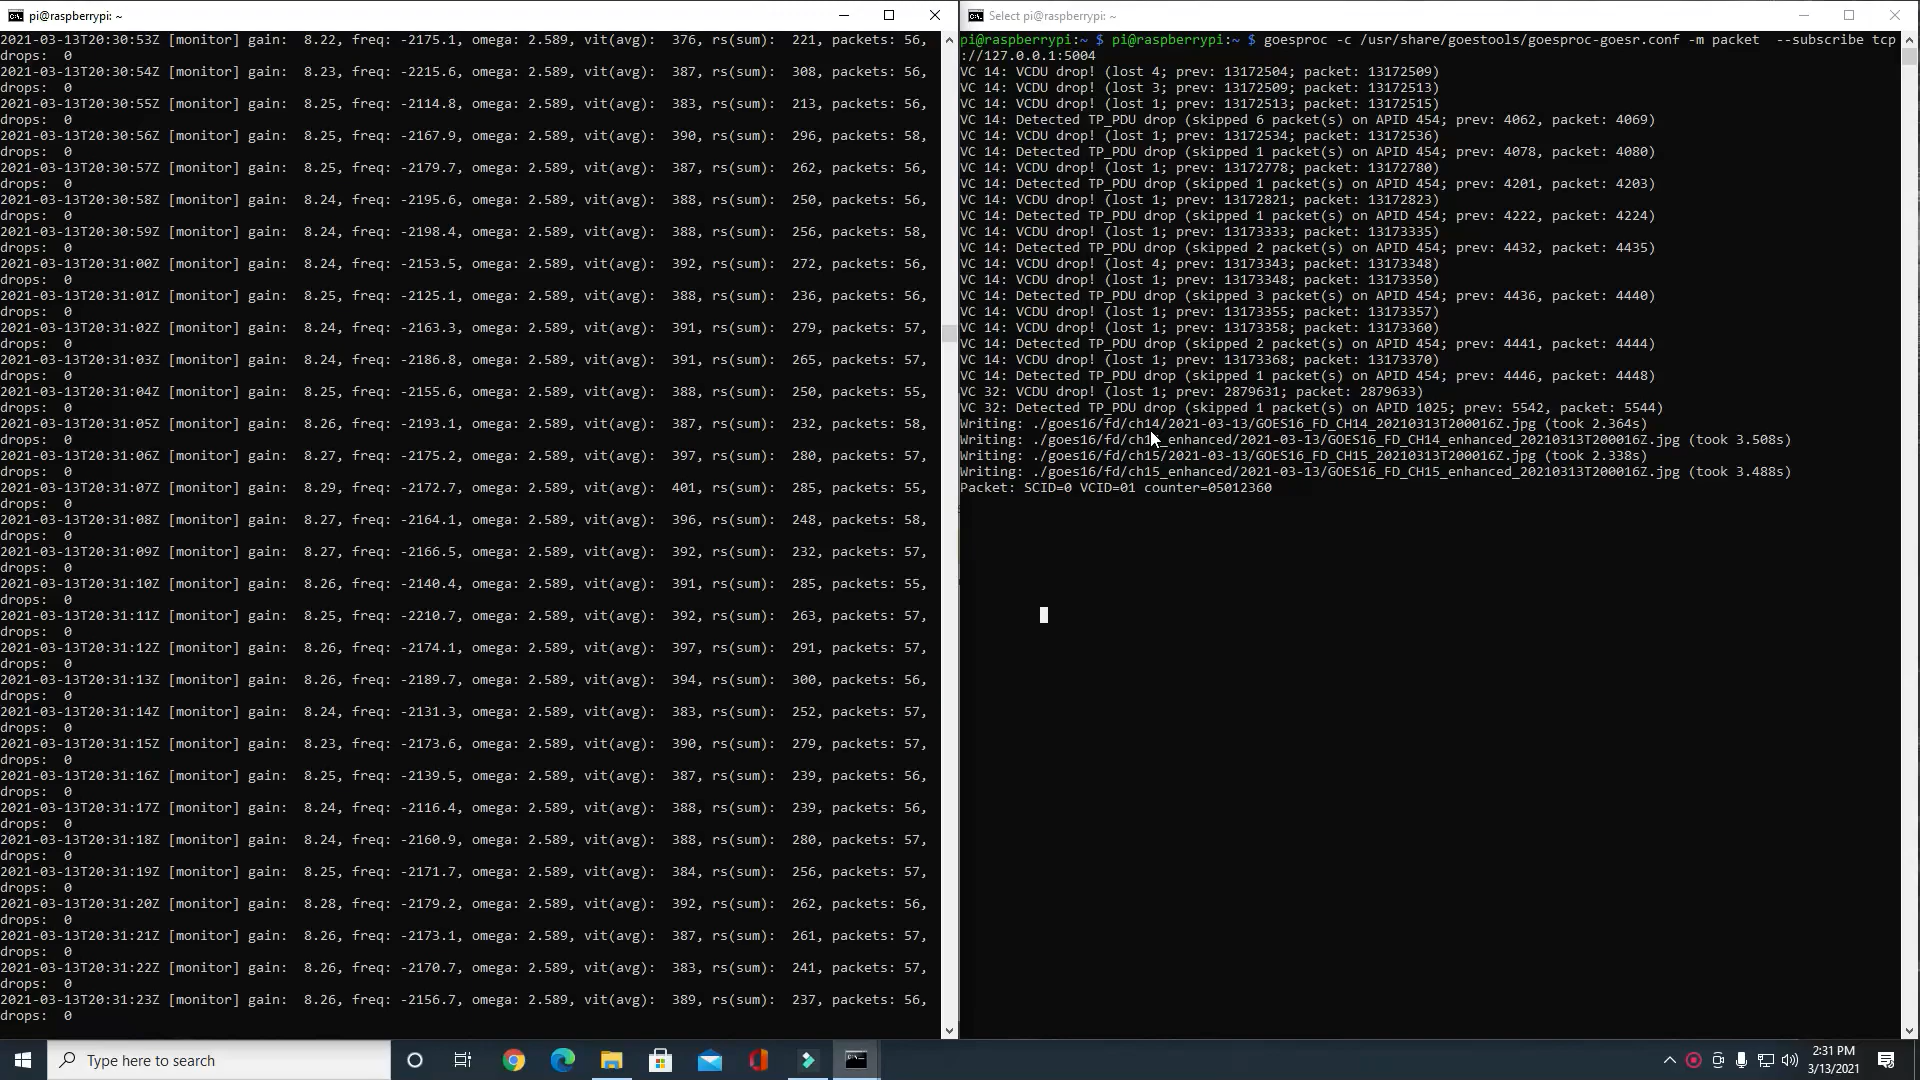 pi@raspberrypi: ~
2021-03-13T20:30:53Z [monitor] gain:  8.22, freq: -2175.1, omega: 2.589, vit(avg):  376, rs(sum):  221, packets: 56,
drops:  0
2021-03-13T20:30:54Z [monitor] gain:  8.23, freq: -2215.6, omega: 2.589, vit(avg):  387, rs(sum):  308, packets: 56,
drops:  0
2021-03-13T20:30:55Z [monitor] gain:  8.25, freq: -2114.8, omega: 2.589, vit(avg):  383, rs(sum):  213, packets: 56,
drops:  0
2021-03-13T20:30:56Z [monitor] gain:  8.25, freq: -2167.9, omega: 2.589, vit(avg):  390, rs(sum):  296, packets: 58,
drops:  0
2021-03-13T20:30:57Z [monitor] gain:  8.25, freq: -2179.7, omega: 2.589, vit(avg):  387, rs(sum):  262, packets: 56,
drops:  0
2021-03-13T20:30:58Z [monitor] gain:  8.24, freq: -2195.6, omega: 2.589, vit(avg):  388, rs(sum):  250, packets: 56,
drops:  0
2021-03-13T20:30:59Z [monitor] gain:  8.24, freq: -2198.4, omega: 2.589, vit(avg):  388, rs(sum):  256, packets: 58,
drops:  0
2021-03-13T20:31:00Z [monitor] gain:  8.24, freq: -2153.5, omega: 2.589, vit(avg):  392, rs(sum):  272, packets: 56,
drops:  0
2021-03-13T20:31:01Z [monitor] gain:  8.25, freq: -2125.1, omega: 2.589, vit(avg):  388, rs(sum):  236, packets: 56,
drops:  0
2021-03-13T20:31:02Z [monitor] gain:  8.24, freq: -2163.3, omega: 2.589, vit(avg):  391, rs(sum):  279, packets: 57,
drops:  0
2021-03-13T20:31:03Z [monitor] gain:  8.24, freq: -2186.8, omega: 2.589, vit(avg):  391, rs(sum):  265, packets: 57,
drops:  0
2021-03-13T20:31:04Z [monitor] gain:  8.25, freq: -2155.6, omega: 2.589, vit(avg):  388, rs(sum):  250, packets: 55,
drops:  0
2021-03-13T20:31:05Z [monitor] gain:  8.26, freq: -2193.1, omega: 2.589, vit(avg):  387, rs(sum):  232, packets: 58,
drops:  0
2021-03-13T20:31:06Z [monitor] gain:  8.27, freq: -2175.2, omega: 2.589, vit(avg):  397, rs(sum):  280, packets: 57,
drops:  0
2021-03-13T20:31:07Z [monitor] gain:  8.29, freq: -2172.7, omega: 2.589, vit(avg):  401, rs(sum):  285, packets: 55,
drops:  0
2021-03-13T20:31:08Z [monitor] gain:  8.27, freq: -2164.1, omega: 2.589, vit(avg):  396, rs(sum):  248, packets: 58,
drops:  0
2021-03-13T20:31:09Z [monitor] gain:  8.27, freq: -2166.5, omega: 2.589, vit(avg):  392, rs(sum):  232, packets: 57,
drops:  0
2021-03-13T20:31:10Z [monitor] gain:  8.26, freq: -2140.4, omega: 2.589, vit(avg):  391, rs(sum):  285, packets: 55,
drops:  0
2021-03-13T20:31:11Z [monitor] gain:  8.25, freq: -2210.7, omega: 2.589, vit(avg):  392, rs(sum):  263, packets: 57,
drops:  0
2021-03-13T20:31:12Z [monitor] gain:  8.26, freq: -2174.1, omega: 2.589, vit(avg):  397, rs(sum):  291, packets: 57,
drops:  0
2021-03-13T20:31:13Z [monitor] gain:  8.26, freq: -2189.7, omega: 2.589, vit(avg):  394, rs(sum):  300, packets: 56,
drops:  0
2021-03-13T20:31:14Z [monitor] gain:  8.24, freq: -2131.3, omega: 2.589, vit(avg):  383, rs(sum):  252, packets: 57,
drops:  0
2021-03-13T20:31:15Z [monitor] gain:  8.23, freq: -2173.6, omega: 2.589, vit(avg):  390, rs(sum):  279, packets: 57,
drops:  0
2021-03-13T20:31:16Z [monitor] gain:  8.25, freq: -2139.5, omega: 2.589, vit(avg):  387, rs(sum):  239, packets: 56,
drops:  0
2021-03-13T20:31:17Z [monitor] gain:  8.24, freq: -2116.4, omega: 2.589, vit(avg):  388, rs(sum):  239, packets: 56,
drops:  0
2021-03-13T20:31:18Z [monitor] gain:  8.24, freq: -2160.9, omega: 2.589, vit(avg):  388, rs(sum):  280, packets: 57,
drops:  0
2021-03-13T20:31:19Z [monitor] gain:  8.25, freq: -2171.7, omega: 2.589, vit(avg):  384, rs(sum):  256, packets: 57,
drops:  0
2021-03-13T20:31:20Z [monitor] gain:  8.28, freq: -2179.2, omega: 2.589, vit(avg):  392, rs(sum):  262, packets: 56,
drops:  0
2021-03-13T20:31:21Z [monitor] gain:  8.26, freq: -2173.1, omega: 2.589, vit(avg):  387, rs(sum):  261, packets: 57,
drops:  0
2021-03-13T20:31:22Z [monitor] gain:  8.26, freq: -2170.7, omega: 2.589, vit(avg):  383, rs(sum):  241, packets: 57,
drops:  0
2021-03-13T20:31:23Z [monitor] gain:  8.26, freq: -2156.7, omega: 2.589, vit(avg):  389, rs(sum):  237, packets: 56,
drops:  0
Select pi@raspberrypi: ~
pi@raspberrypi:~ $ pi@raspberrypi:~ $ goesproc -c /usr/share/goestools/goesproc-goesr.conf -m packet  --subscribe tcp
://127.0.0.1:5004
VC 14: VCDU drop! (lost 4; prev: 13172504; packet: 13172509)
VC 14: VCDU drop! (lost 3; prev: 13172509; packet: 13172513)
VC 14: VCDU drop! (lost 1; prev: 13172513; packet: 13172515)
VC 14: Detected TP_PDU drop (skipped 6 packet(s) on APID 454; prev: 4062, packet: 4069)
VC 14: VCDU drop! (lost 1; prev: 13172534; packet: 13172536)
VC 14: Detected TP_PDU drop (skipped 1 packet(s) on APID 454; prev: 4078, packet: 4080)
VC 14: VCDU drop! (lost 1; prev: 13172778; packet: 13172780)
VC 14: Detected TP_PDU drop (skipped 1 packet(s) on APID 454; prev: 4201, packet: 4203)
VC 14: VCDU drop! (lost 1; prev: 13172821; packet: 13172823)
VC 14: Detected TP_PDU drop (skipped 1 packet(s) on APID 454; prev: 4222, packet: 4224)
VC 14: VCDU drop! (lost 1; prev: 13173333; packet: 13173335)
VC 14: Detected TP_PDU drop (skipped 2 packet(s) on APID 454; prev: 4432, packet: 4435)
VC 14: VCDU drop! (lost 4; prev: 13173343; packet: 13173348)
VC 14: VCDU drop! (lost 1; prev: 13173348; packet: 13173350)
VC 14: Detected TP_PDU drop (skipped 3 packet(s) on APID 454; prev: 4436, packet: 4440)
VC 14: VCDU drop! (lost 1; prev: 13173355; packet: 13173357)
VC 14: VCDU drop! (lost 1; prev: 13173358; packet: 13173360)
VC 14: Detected TP_PDU drop (skipped 2 packet(s) on APID 454; prev: 4441, packet: 4444)
VC 14: VCDU drop! (lost 1; prev: 13173368; packet: 13173370)
VC 14: Detected TP_PDU drop (skipped 1 packet(s) on APID 454; prev: 4446, packet: 4448)
VC 32: VCDU drop! (lost 1; prev: 2879631; packet: 2879633)
VC 32: Detected TP_PDU drop (skipped 1 packet(s) on APID 1025; prev: 5542, packet: 5544)
Writing: ./goes16/fd/ch14/2021-03-13/GOES16_FD_CH14_20210313T200016Z.jpg (took 2.364s)
Writing: ./goes16/fd/ch14_enhanced/2021-03-13/GOES16_FD_CH14_enhanced_20210313T200016Z.jpg (took 3.508s)
Writing: ./goes16/fd/ch15/2021-03-13/GOES16_FD_CH15_20210313T200016Z.jpg (took 2.338s)
Writing: ./goes16/fd/ch15_enhanced/2021-03-13/GOES16_FD_CH15_enhanced_20210313T200016Z.jpg (took 3.488s)
Packet: SCID=0 VCID=01 counter=05012360
Type here to search
2:31 PM
3/13/2021